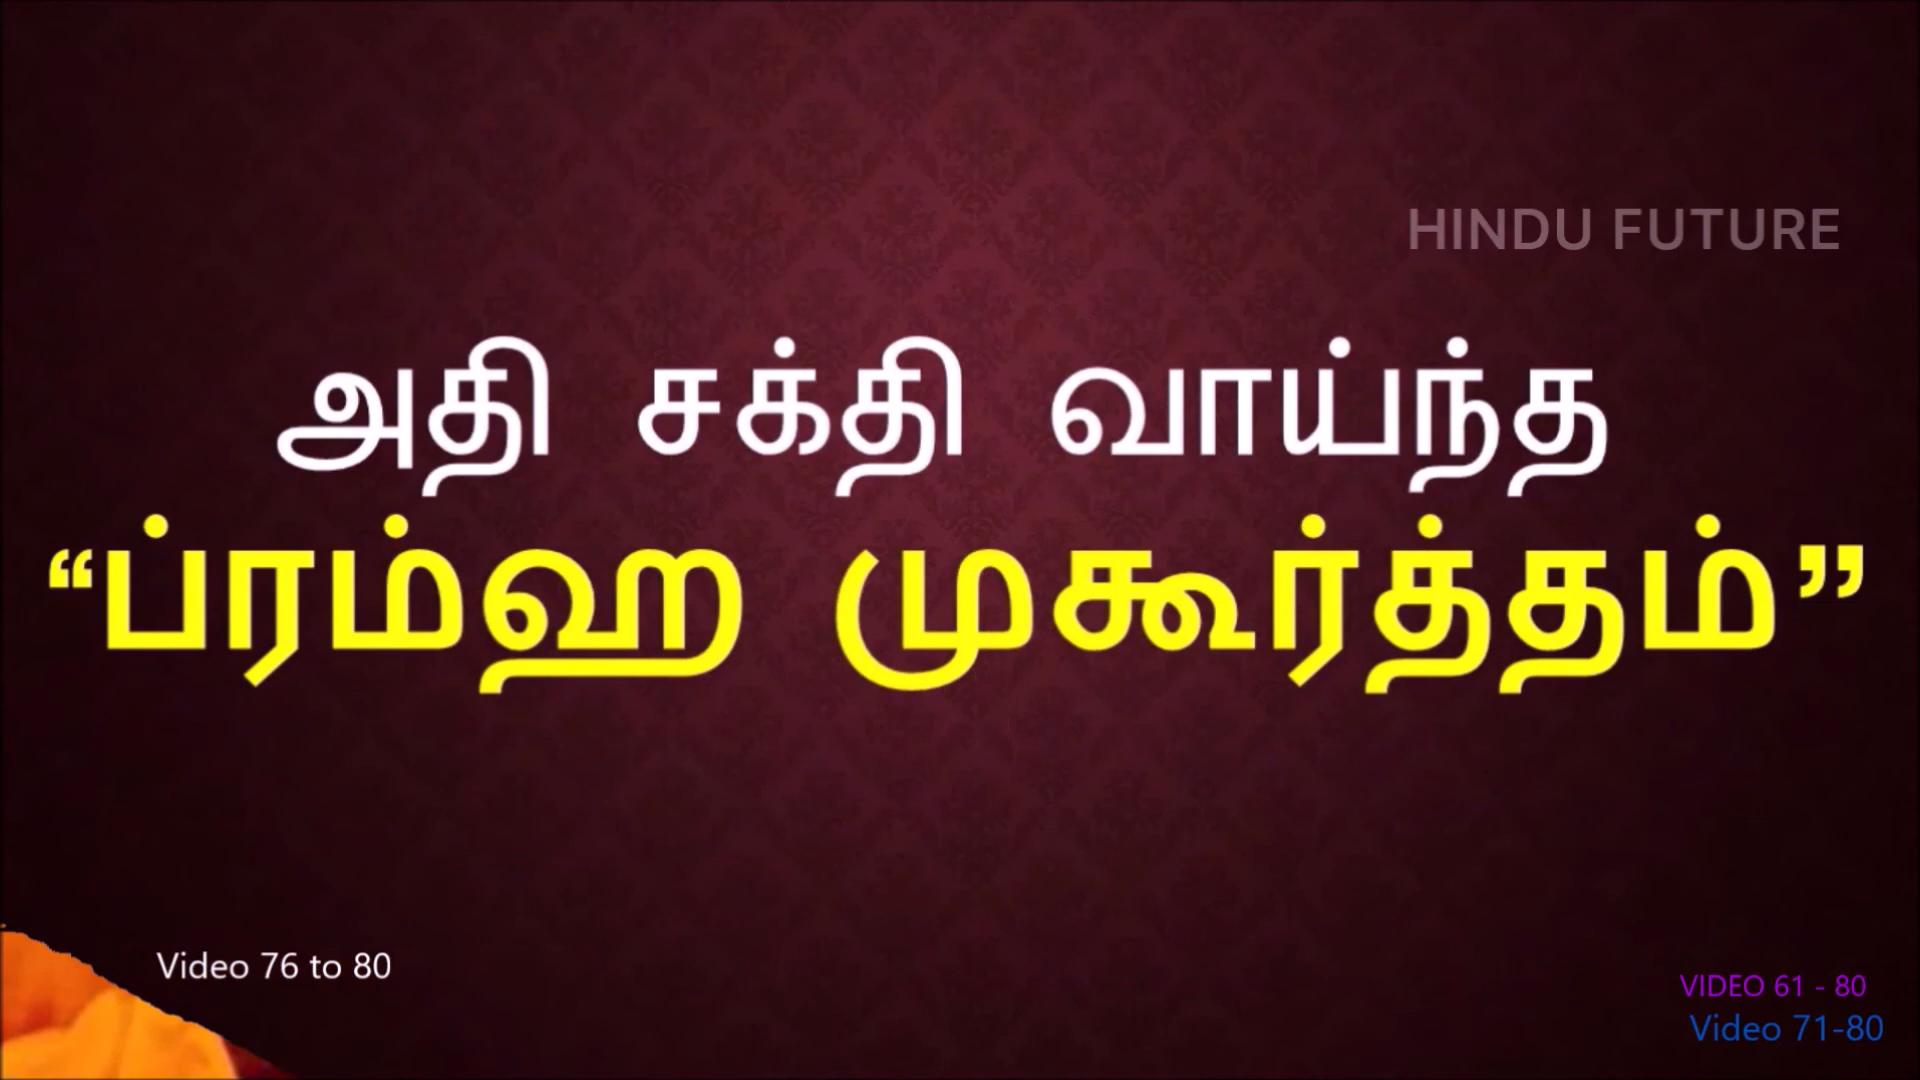 HINDU FUTURE
அதி சக்தி வாய்ந்த
“ப்ரம்ஹ முகூர்த்தம்”
Video 76 to 80
VIDEO 61 - 80
Video 71-80